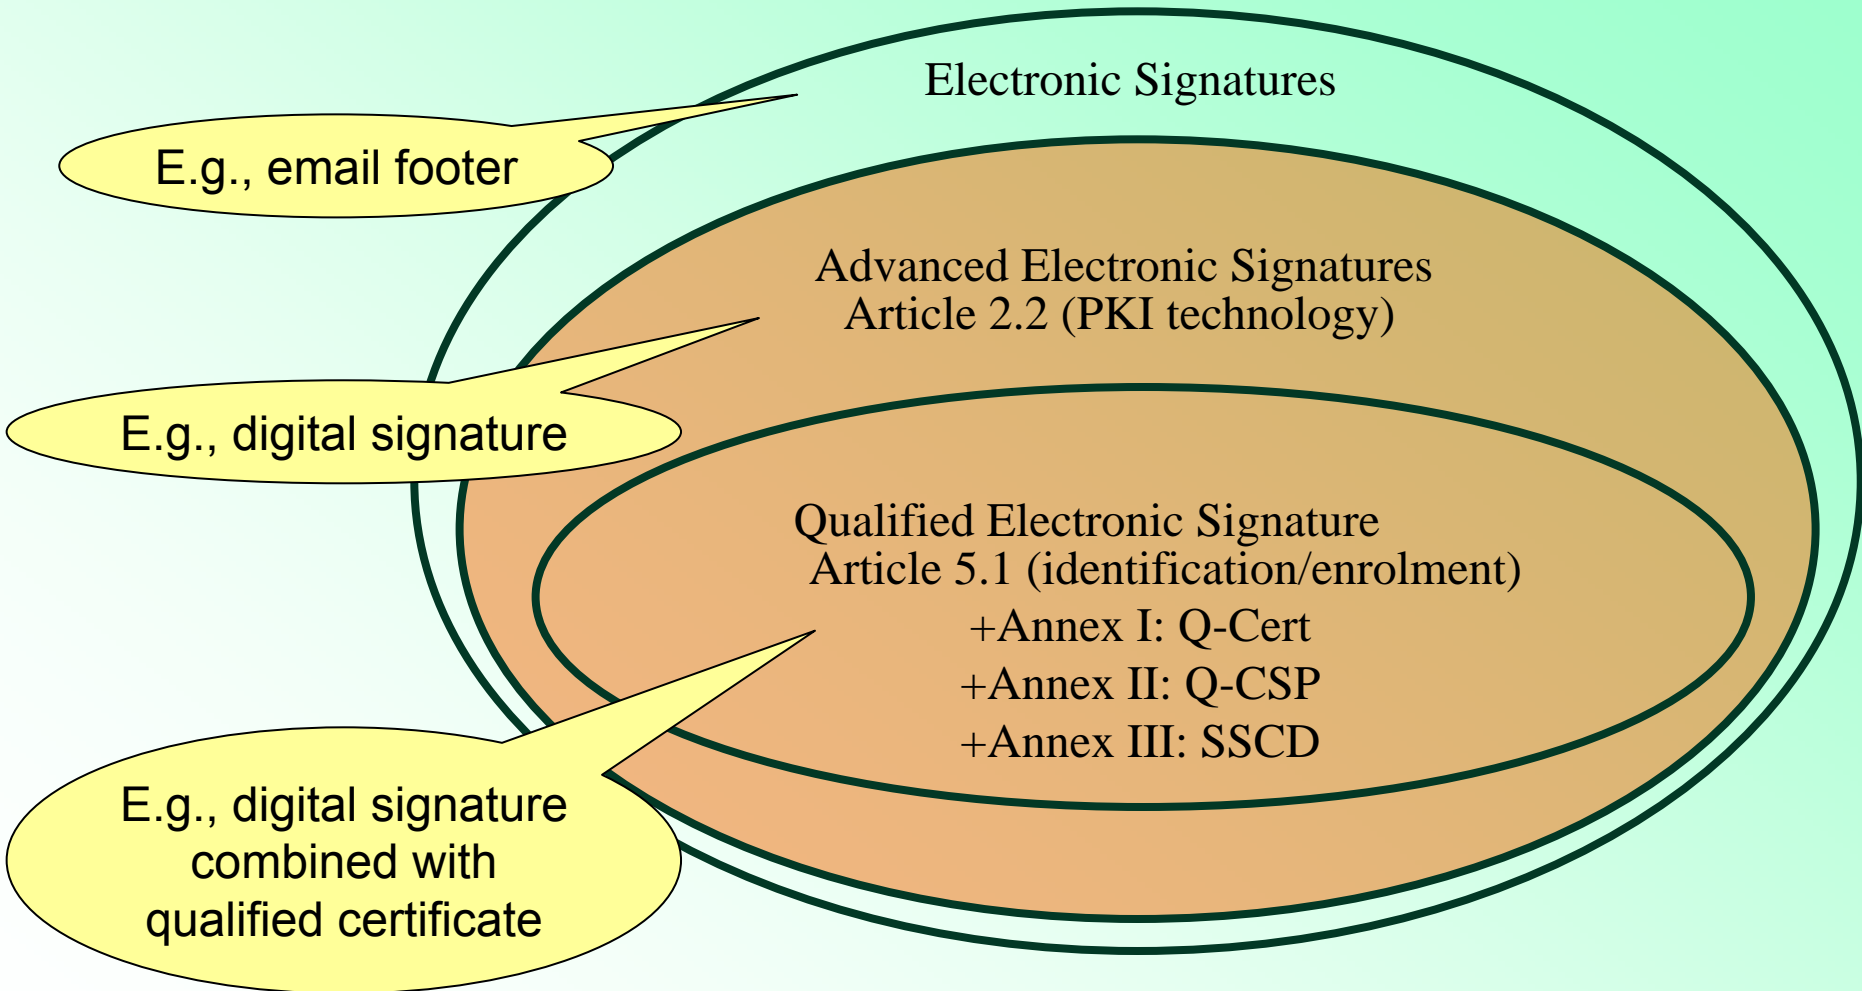 Electronic Signatures
E.g., email footer
Advanced Electronic Signatures
Article 2.2 (PKI technology)
E.g., digital signature
Qualified Electronic Signature
Article 5.1 (identification/enrolment)
+Annex I: Q-Cert
+Annex II: Q-CSP
+Annex III: SSCD
E.g., digital signature
combined with
qualified certificate